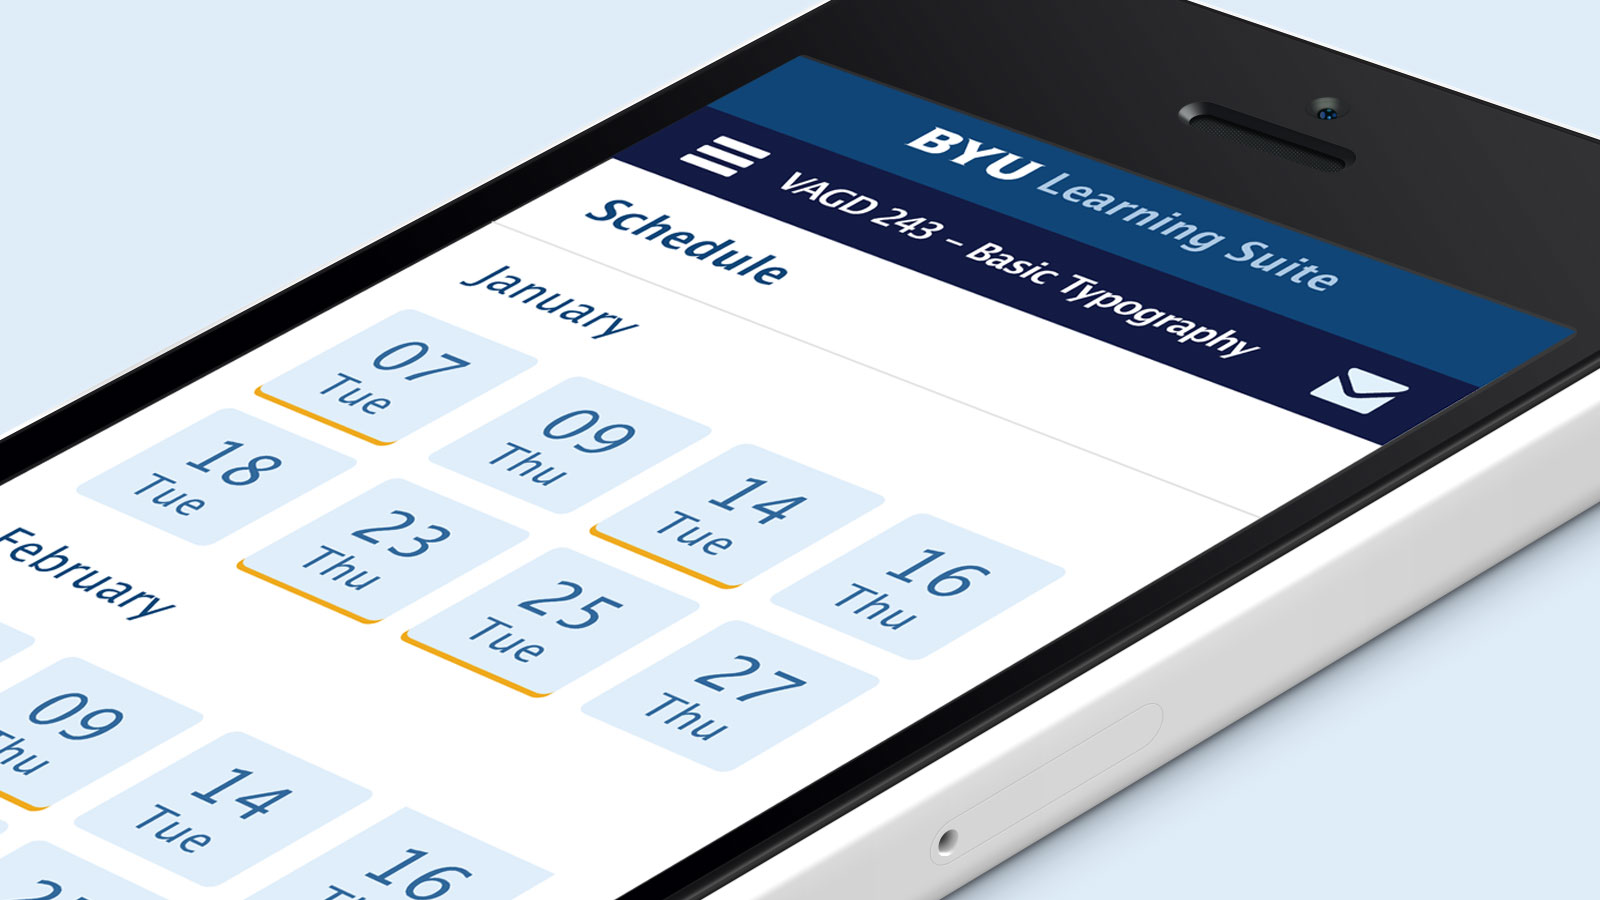 BYU Learning Suite
VAGD 243 – Basic Typography
Schedule
January
07 Tue
09 Thu
14 Tue
16 Thu
18 Tue
23 Thu
25 Tue
27 Thu
February
09 Thu
14 Tue
16